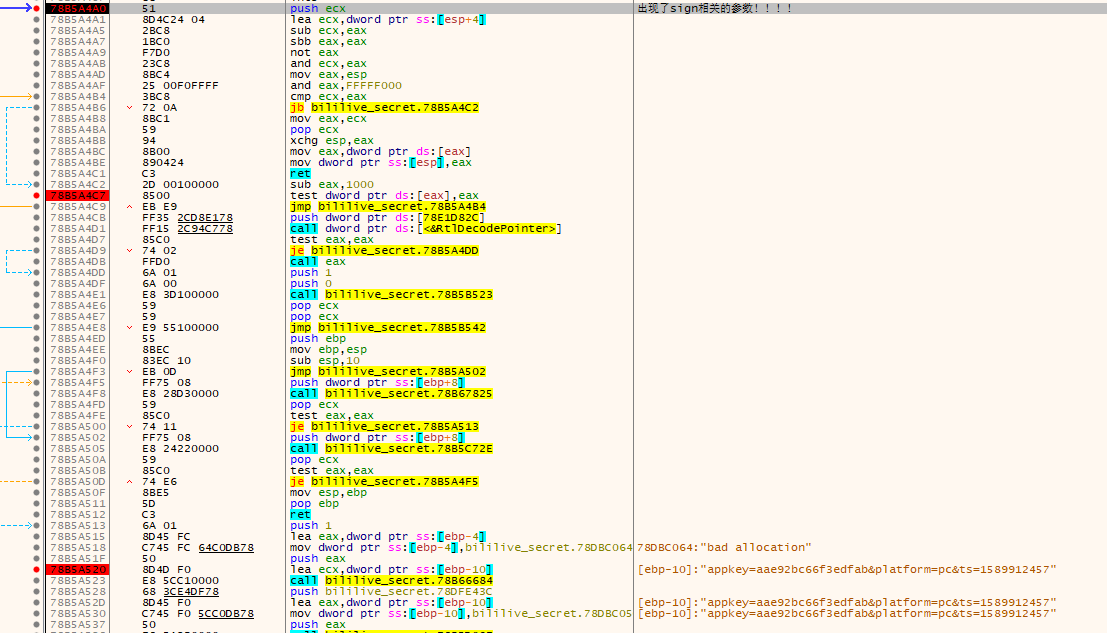 78B5A4A0 51 push ecx 出现了sign相关的参数!!!!
78B5A4A1 8D4C24 04 lea ecx,dword ptr ss:[esp+4]
78B5A4A5 2BC8 sub ecx,eax
78B5A4A7 1BC0 sbb eax,eax
78B5A4A9 F7D0 not eax
78B5A4AB 23C8 and ecx,eax
78B5A4AD 8BC4 mov eax,esp
78B5A4AF 25 00F0FFFF and eax,FFFFF000
78B5A4B4 3BC8 cmp ecx,eax
78B5A4B6 72 0A jb bililive_secret.78B5A4C2
78B5A4B8 8BC1 mov eax,ecx
78B5A4BA 59 pop ecx
78B5A4BB 94 xchg esp,eax
78B5A4BC 8B00 mov eax,dword ptr ds:[eax]
78B5A4BE 890424 mov dword ptr ss:[esp],eax
78B5A4C1 C3 ret
78B5A4C2 2D 00100000 sub eax,1000
78B5A4C7 8500 test dword ptr ds:[eax],eax
78B5A4C9 EB E9 jmp bililive_secret.78B5A4B4
78B5A4CB FF35 2CD8E178 push dword ptr ds:[78E1D82C]
78B5A4D1 FF15 2C94C778 call dword ptr ds:[<&RtlDecodePointer>]
78B5A4D7 85C0 test eax,eax
78B5A4D9 74 02 je bililive_secret.78B5A4DD
78B5A4DB FFD0 call eax
78B5A4DD 6A 01 push 1
78B5A4DF 6A 00 push 0
78B5A4E1 E8 3D100000 call bililive_secret.78B5B523
78B5A4E6 59 pop ecx
78B5A4E7 59 pop ecx
78B5A4E8 E9 55100000 jmp bililive_secret.78B5B542
78B5A4ED 55 push ebp
78B5A4EE 8BEC mov ebp,esp
78B5A4F0 83EC 10 sub esp,10
78B5A4F3 EB 0D jmp bililive_secret.78B5A502
78B5A4F5 FF75 08 push dword ptr ss:[ebp+8]
78B5A4F8 E8 28D30000 call bililive_secret.78B67825
78B5A4FD 59 pop ecx
78B5A4FE 85C0 test eax,eax
78B5A500 74 11 je bililive_secret.78B5A513
78B5A502 FF75 08 push dword ptr ss:[ebp+8]
78B5A505 E8 24220000 call bililive_secret.78B5C72E
78B5A50A 59 pop ecx
78B5A50B 85C0 test eax,eax
78B5A50D 74 E6 je bililive_secret.78B5A4F5
78B5A50F 8BE5 mov esp,ebp
78B5A511 5D pop ebp
78B5A512 C3 ret
78B5A513 6A 01 push 1
78B5A515 8D45 FC lea eax,dword ptr ss:[ebp-4]
78B5A518 C745 FC 64C0DB78 mov dword ptr ss:[ebp-4],bililive_secret.78DBC064 78DBC064:"bad allocation"
78B5A51F 50 push eax
78B5A520 8D4D F0 lea ecx,dword ptr ss:[ebp-10] [ebp-10]:"appkey=aae92bc66f3edfab&platform=pc&ts=1589912457"
78B5A523 E8 5CC10000 call bililive_secret.78B66684
78B5A528 68 3CE4DF78 push bililive_secret.78DFE43C
78B5A52D 8D45 F0 lea eax,dword ptr ss:[ebp-10] [ebp-10]:"appkey=aae92bc66f3edfab&platform=pc&ts=1589912457"
78B5A530 C745 F0 5CC0DB78 mov dword ptr ss:[ebp-10],bililive_secret.78DBC05 [ebp-10]:"appkey=aae92bc66f3edfab&platform=pc&ts=1589912457"
78B5A537 50 push eax